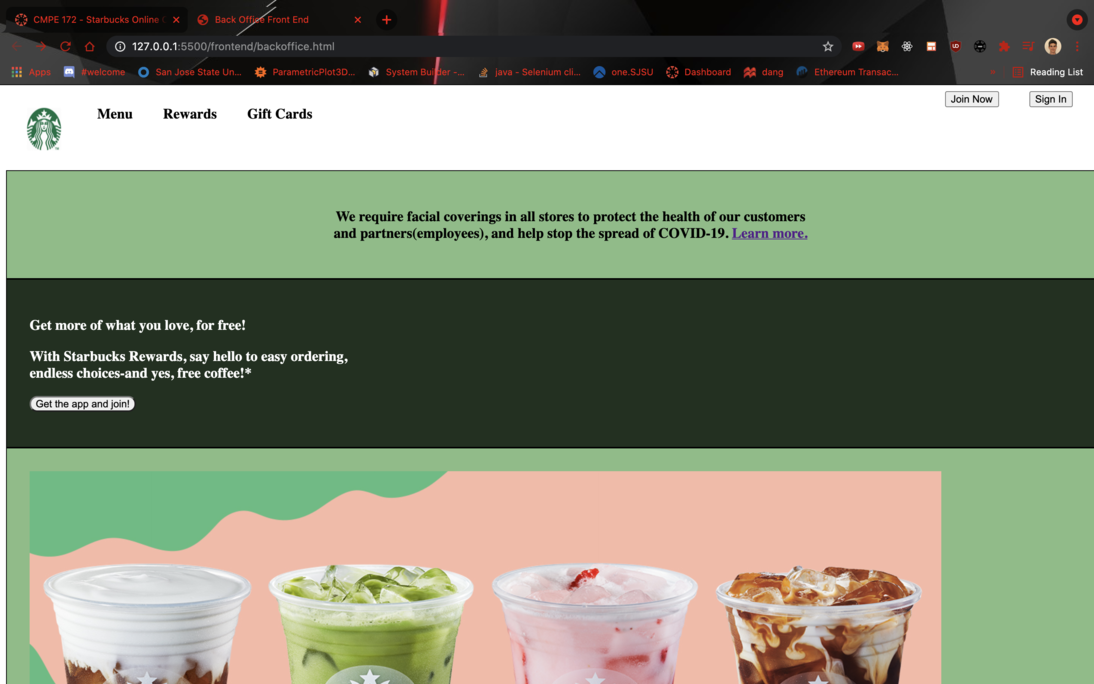 CMPE 172 - Starbucks Online
Back Office Front End
127.0.0.1:5500/frontend/backoffice.html
Apps
#welcome
San Jose State Un...
ParametricPlot3D...
System Builder -...
java - Selenium cli...
one.SJSU
Dashboard
dang
Ethereum Transac...
Reading List
Menu
Rewards
Gift Cards
Join Now
Sign In
We require facial coverings in all stores to protect the health of our customers
and partners(employees), and help stop the spread of COVID-19. Learn more.
Get more of what you love, for free!
With Starbucks Rewards, say hello to easy ordering,
endless choices-and yes, free coffee!*
Get the app and join!